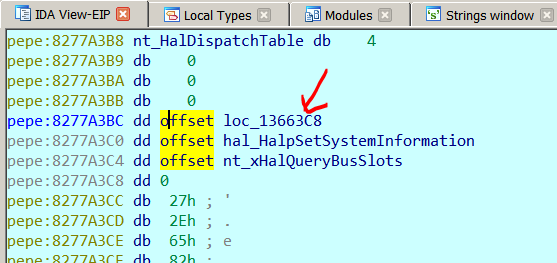 IDA View-EIP Local Types Modules Strings window
pepe:8277A3B8 nt_HalDispatchTable db 4
pepe:8277A3B9 db 0
pepe:8277A3BA db 0
pepe:8277A3BB db 0
pepe:8277A3BC dd offset loc_13663C8
pepe:8277A3C0 dd offset hal_HalpSetSystemInformation
pepe:8277A3C4 dd offset nt_xHalQueryBusSlots
pepe:8277A3C8 dd 0
pepe:8277A3CC db 27h ; '
pepe:8277A3CD db 2Eh ; .
pepe:8277A3CE db 65h ; e
pepe:8277A3CF db 82h ;